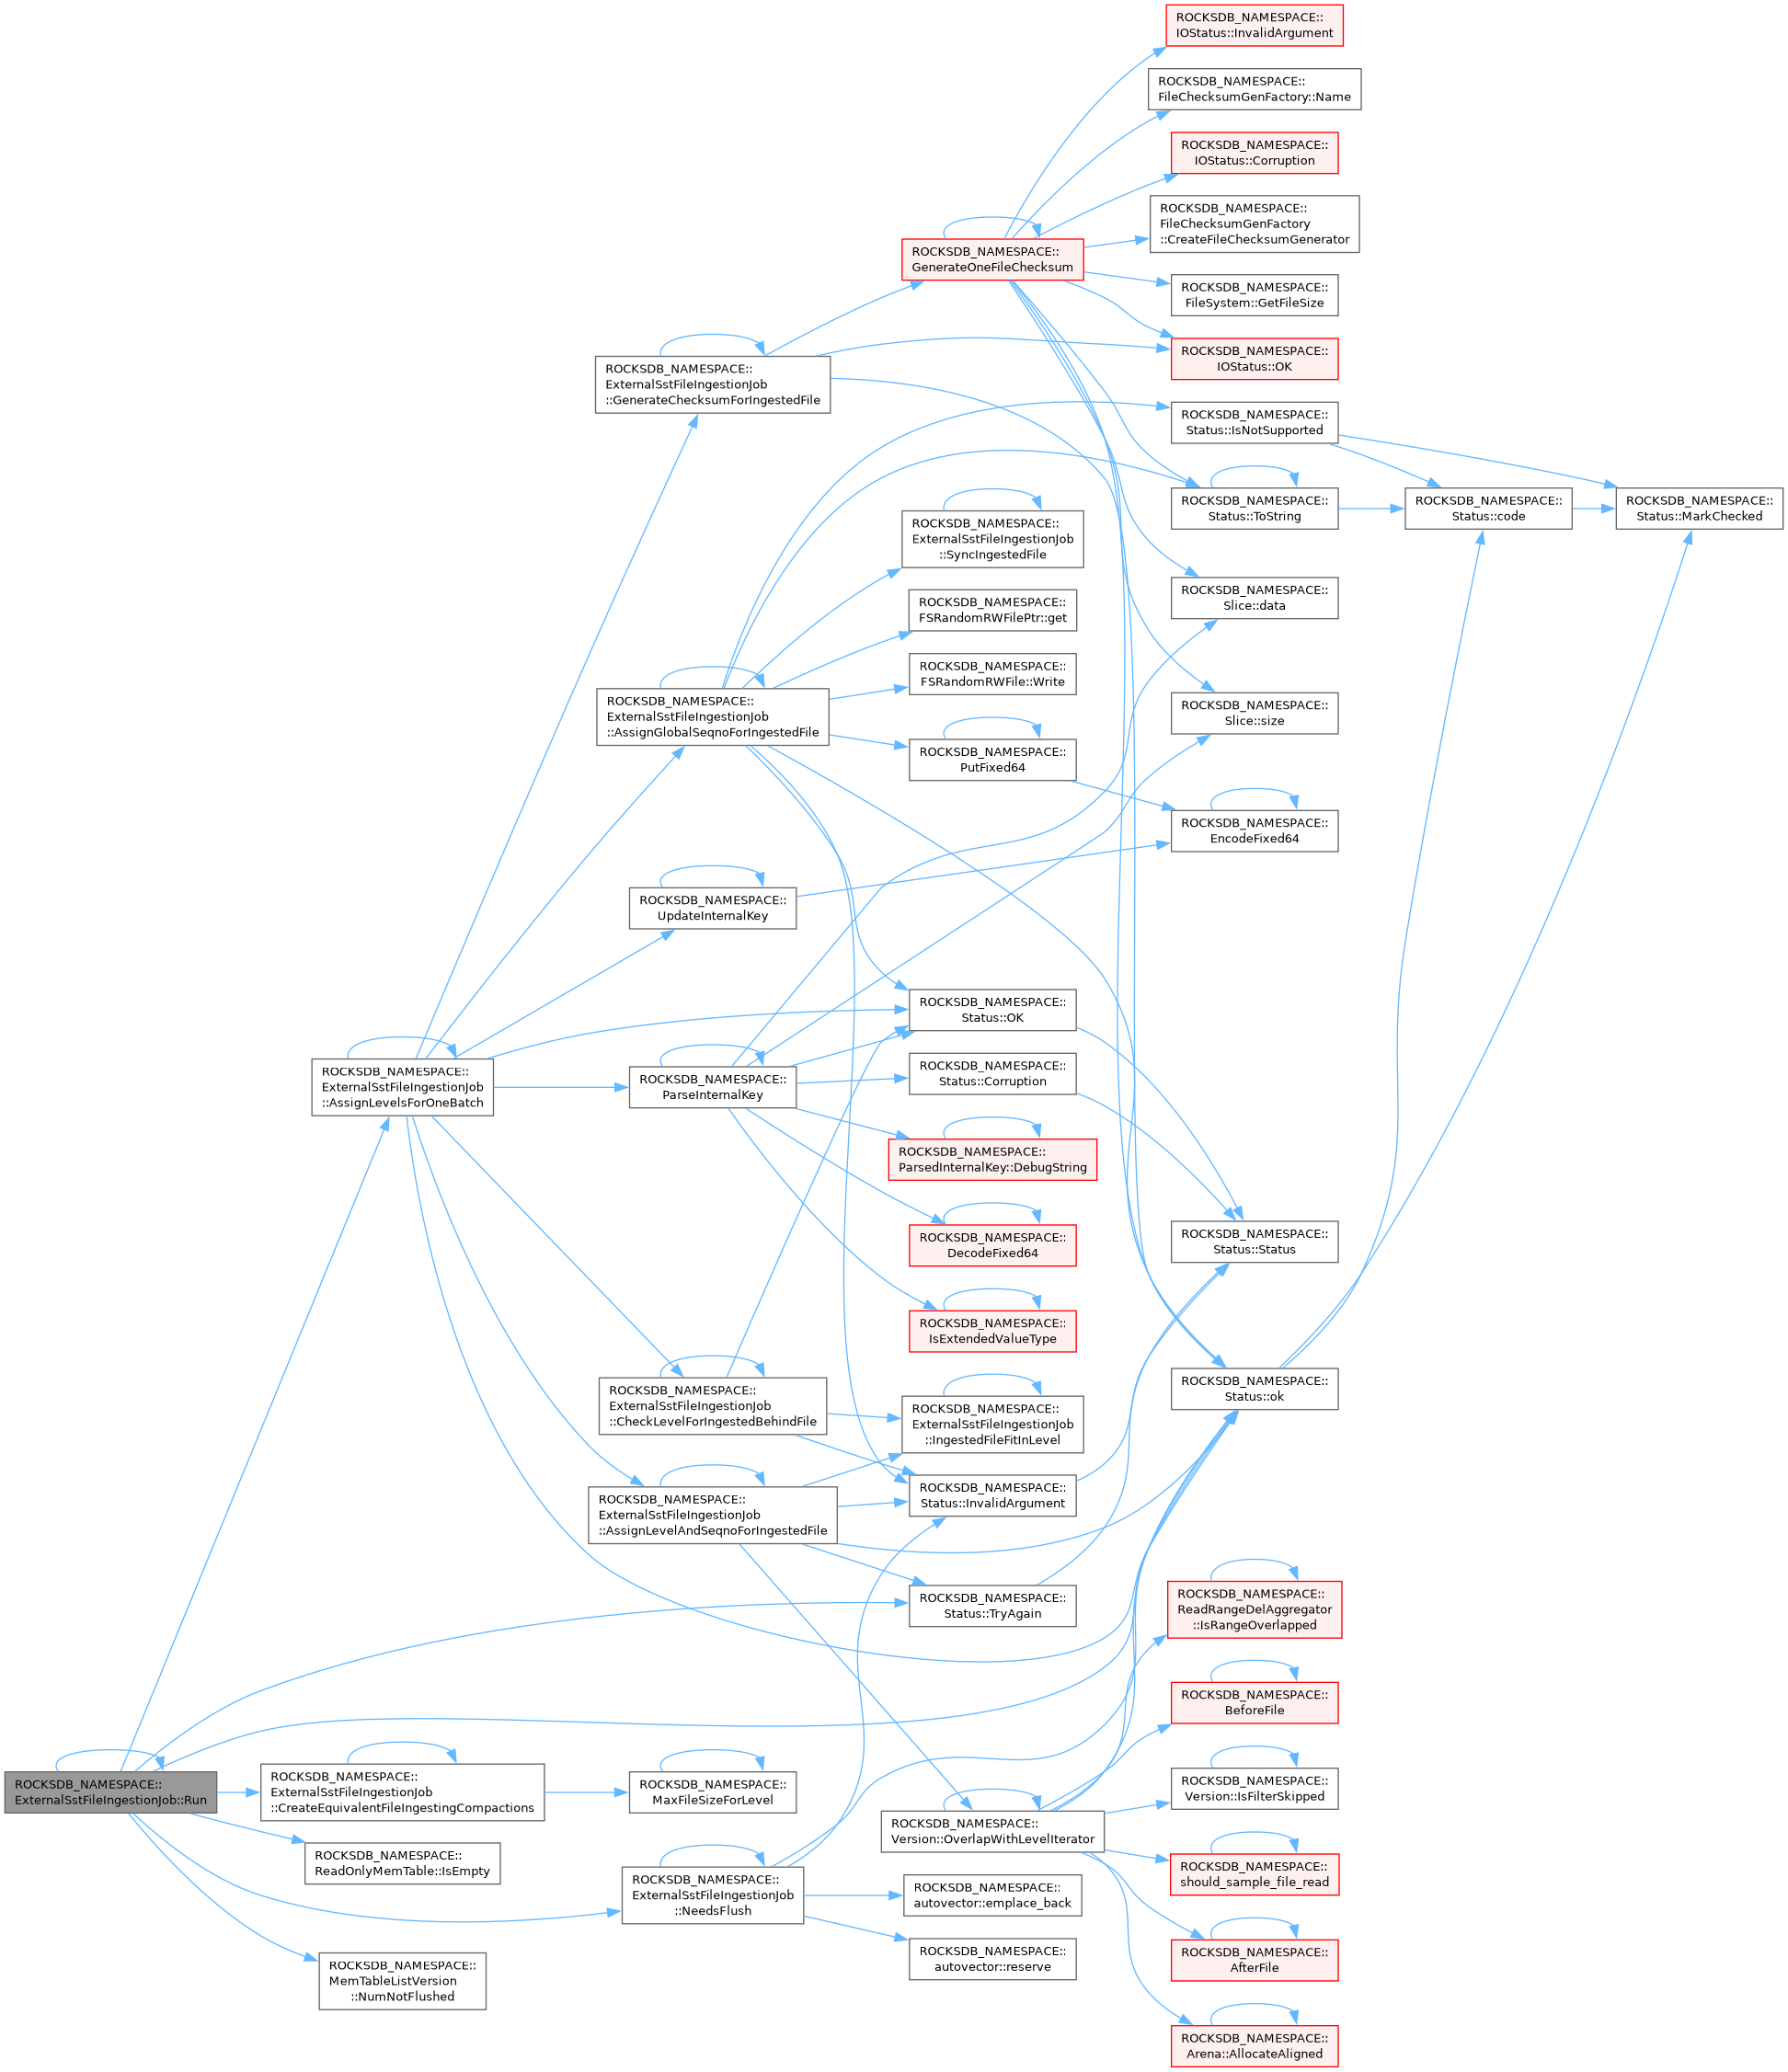 ROCKSDB_NAMESPACE::
IOStatus::InvalidArgument
ROCKSDB_NAMESPACE::
FileChecksumGenFactory::Name
ROCKSDB_NAMESPACE::
IOStatus::Corruption
ROCKSDB_NAMESPACE::
FileChecksumGenFactory
::CreateFileChecksumGenerator
ROCKSDB_NAMESPACE::
GenerateOneFileChecksum
ROCKSDB_NAMESPACE::
FileSystem::GetFileSize
ROCKSDB_NAMESPACE::
IOStatus::OK
ROCKSDB_NAMESPACE::
ExternalSstFileIngestionJob
::GenerateChecksumForIngestedFile
ROCKSDB_NAMESPACE::
Status::IsNotSupported
ROCKSDB_NAMESPACE::
Status::ToString
ROCKSDB_NAMESPACE::
Status::code
ROCKSDB_NAMESPACE::
Status::MarkChecked
ROCKSDB_NAMESPACE::
ExternalSstFileIngestionJob
::SyncIngestedFile
ROCKSDB_NAMESPACE::
Slice::data
ROCKSDB_NAMESPACE::
FSRandomRWFilePtr::get
ROCKSDB_NAMESPACE::
FSRandomRWFile::Write
ROCKSDB_NAMESPACE::
ExternalSstFileIngestionJob
::AssignGlobalSeqnoForIngestedFile
ROCKSDB_NAMESPACE::
Slice::size
ROCKSDB_NAMESPACE::
PutFixed64
ROCKSDB_NAMESPACE::
EncodeFixed64
ROCKSDB_NAMESPACE::
UpdateInternalKey
ROCKSDB_NAMESPACE::
Status::OK
ROCKSDB_NAMESPACE::
ExternalSstFileIngestionJob
::AssignLevelsForOneBatch
ROCKSDB_NAMESPACE::
ParseInternalKey
ROCKSDB_NAMESPACE::
Status::Corruption
ROCKSDB_NAMESPACE::
ParsedInternalKey::DebugString
ROCKSDB_NAMESPACE::
DecodeFixed64
ROCKSDB_NAMESPACE::
Status::Status
ROCKSDB_NAMESPACE::
IsExtendedValueType
ROCKSDB_NAMESPACE::
Status::ok
ROCKSDB_NAMESPACE::
ExternalSstFileIngestionJob
::CheckLevelForIngestedBehindFile
ROCKSDB_NAMESPACE::
ExternalSstFileIngestionJob
::IngestedFileFitInLevel
ROCKSDB_NAMESPACE::
Status::InvalidArgument
ROCKSDB_NAMESPACE::
ExternalSstFileIngestionJob
::AssignLevelAndSeqnoForIngestedFile
ROCKSDB_NAMESPACE::
Status::TryAgain
ROCKSDB_NAMESPACE::
ReadRangeDelAggregator
::IsRangeOverlapped
ROCKSDB_NAMESPACE::
BeforeFile
ROCKSDB_NAMESPACE::
ExternalSstFileIngestionJob::Run
ROCKSDB_NAMESPACE::
ExternalSstFileIngestionJob
::CreateEquivalentFileIngestingCompactions
ROCKSDB_NAMESPACE::
MaxFileSizeForLevel
ROCKSDB_NAMESPACE::
Version::IsFilterSkipped
ROCKSDB_NAMESPACE::
Version::OverlapWithLevelIterator
ROCKSDB_NAMESPACE::
ReadOnlyMemTable::IsEmpty
ROCKSDB_NAMESPACE::
should_sample_file_read
ROCKSDB_NAMESPACE::
ExternalSstFileIngestionJob
::NeedsFlush
ROCKSDB_NAMESPACE::
autovector::emplace_back
ROCKSDB_NAMESPACE::
autovector::reserve
ROCKSDB_NAMESPACE::
AfterFile
ROCKSDB_NAMESPACE::
MemTableListVersion
::NumNotFlushed
ROCKSDB_NAMESPACE::
Arena::AllocateAligned